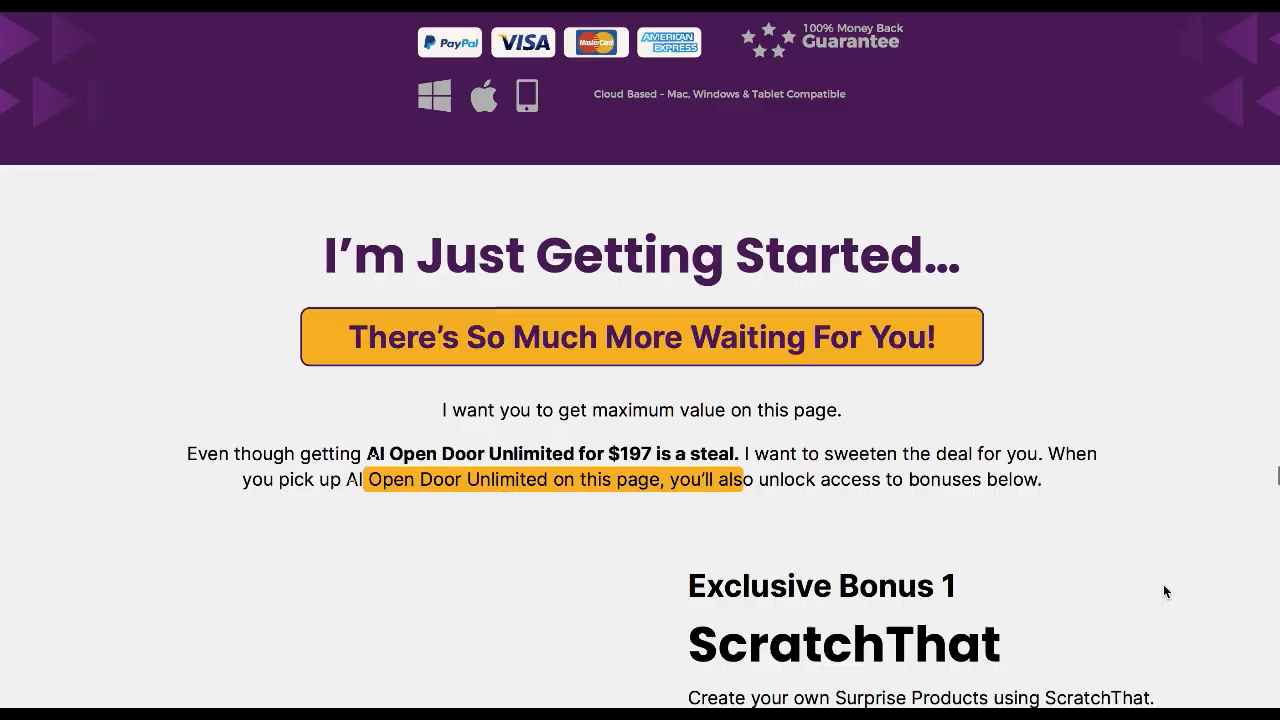 PayPal VISA MasterCard AMERICAN EXPRESS 100% Money Back
Guarantee
Cloud Based - Mac, Windows & Tablet Compatible
I’m Just Getting Started...
There’s So Much More Waiting For You!
I want you to get maximum value on this page.
Even though getting AI Open Door Unlimited for $197 is a steal. I want to sweeten the deal for you. When
you pick up AI Open Door Unlimited on this page, you’ll also unlock access to bonuses below.
Exclusive Bonus 1
ScratchThat
Create your own Surprise Products using ScratchThat.